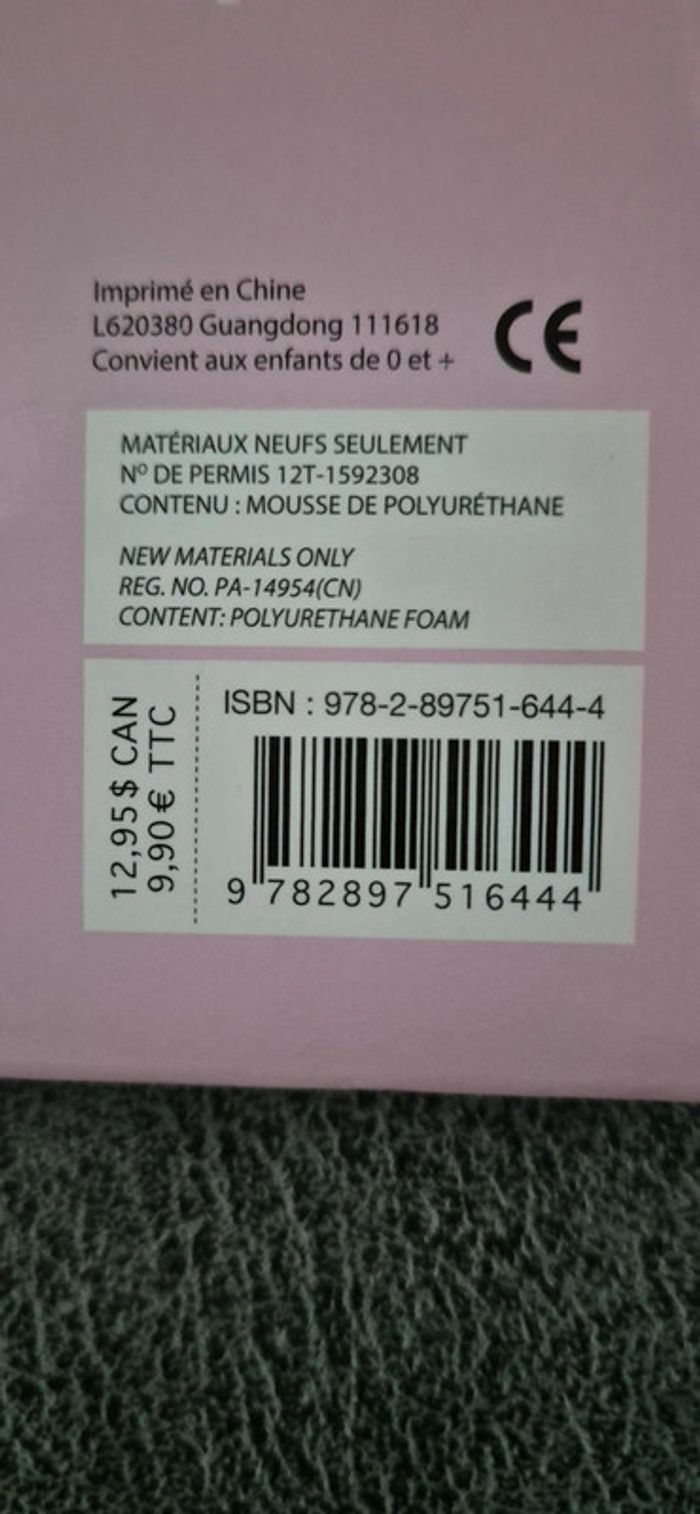 Imprimé en Chine
L620380 Guangdong 111618
Convient aux enfants de 0 et +
CE
MATÉRIAUX NEUFS SEULEMENT
Nº DE PERMIS 12T-1592308
CONTENU : MOUSSE DE POLYURÉTHANE
NEW MATERIALS ONLY
REG. NO. PA-14954(CN)
CONTENT: POLYURETHANE FOAM
12,95$ CAN
9,90€ TTC
ISBN : 978-2-89751-644-4
9 782897 516444